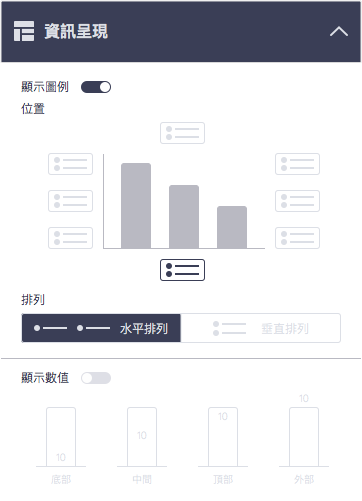 資訊呈現
顯示圖例
位置
排列
水平排列
垂直排列
顯示數值
10
10
10
10
底部
中間
頂部
外部